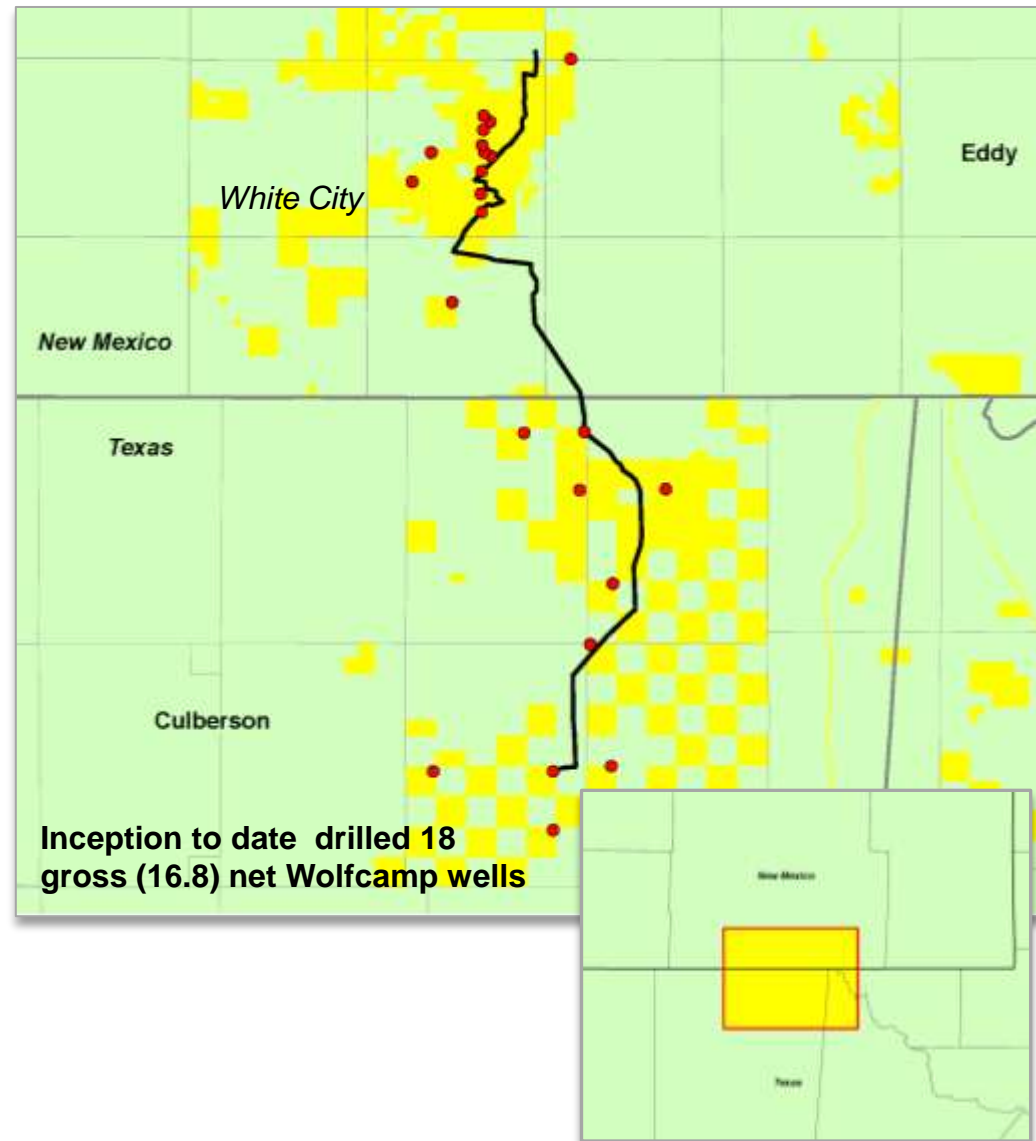 Eddy
White City
New Mexico
Texas
Culberson
Inception to date drilled 18
gross (16.8) net Wolfcamp wells
New Mexico
Texas